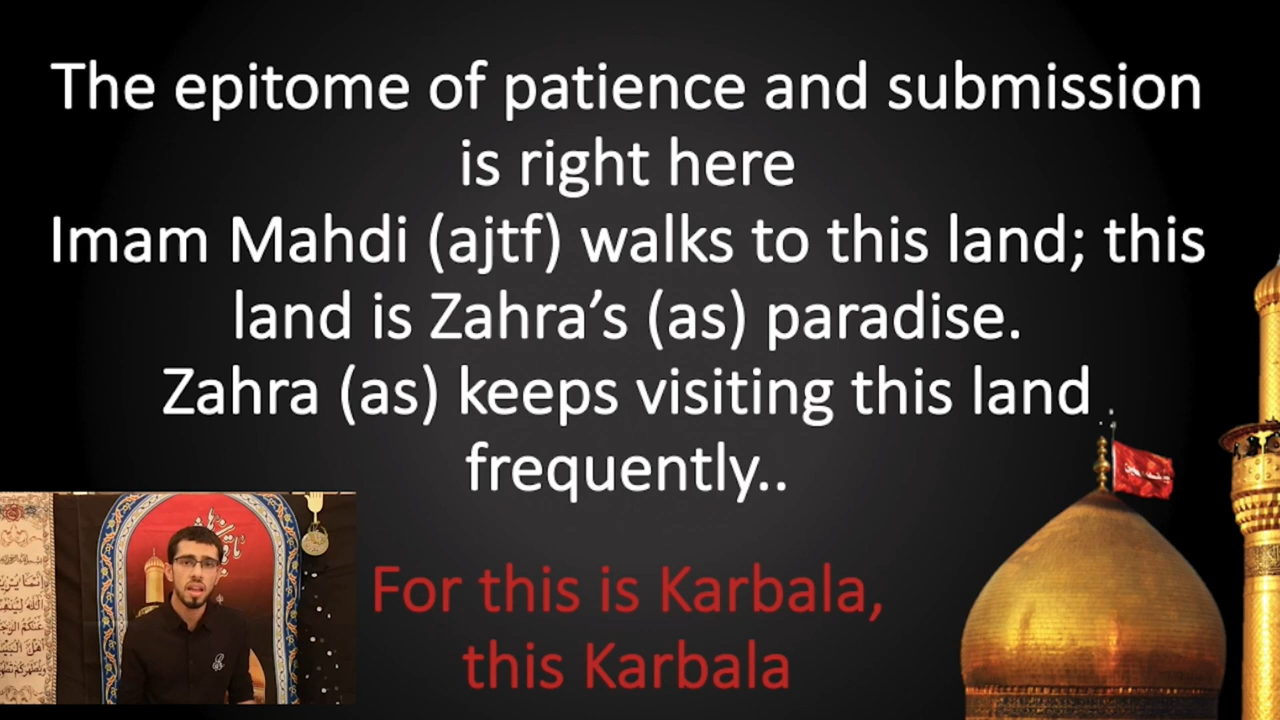 The epitome of patience and submission
is right here
Imam Mahdi (ajtf) walks to this land; this
land is Zahra’s (as) paradise.
Zahra (as) keeps visiting this land
frequently..
For this is Karbala,
this Karbala